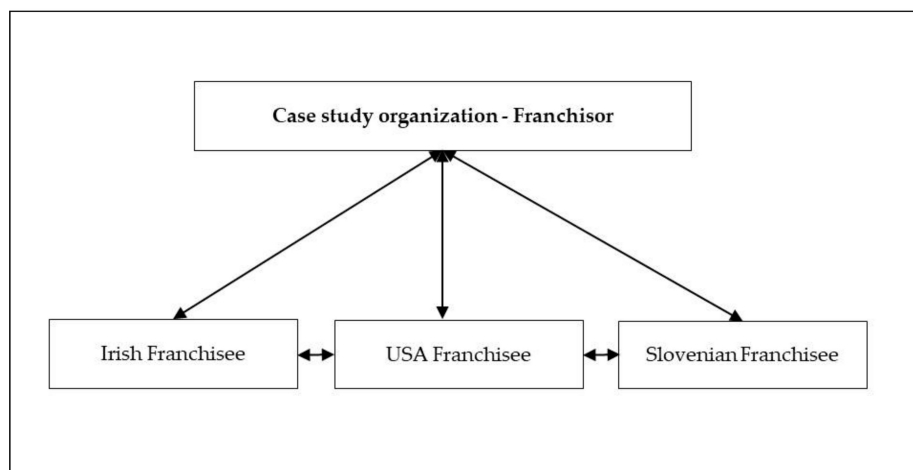 Case study organization - Franchisor
Irish Franchisee
USA Franchisee
Slovenian Franchisee